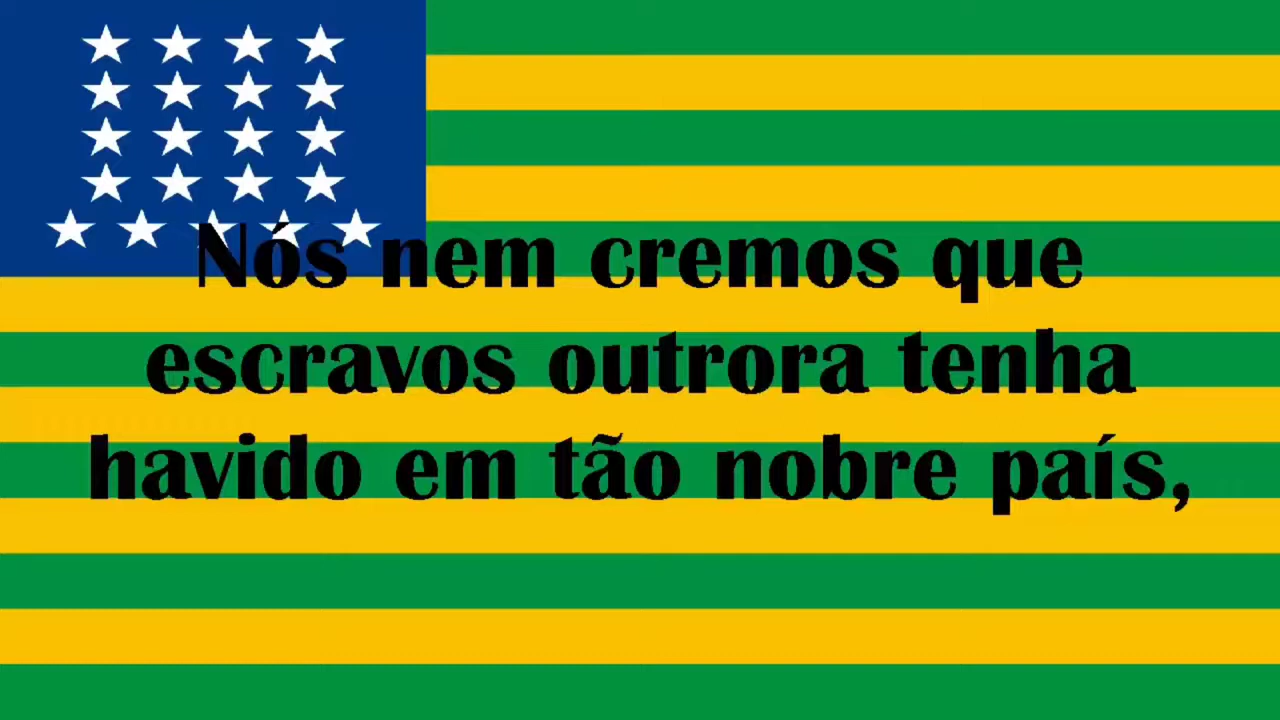 Nós nem cremos que
escravos outrora tenha
havido em tão nobre país,